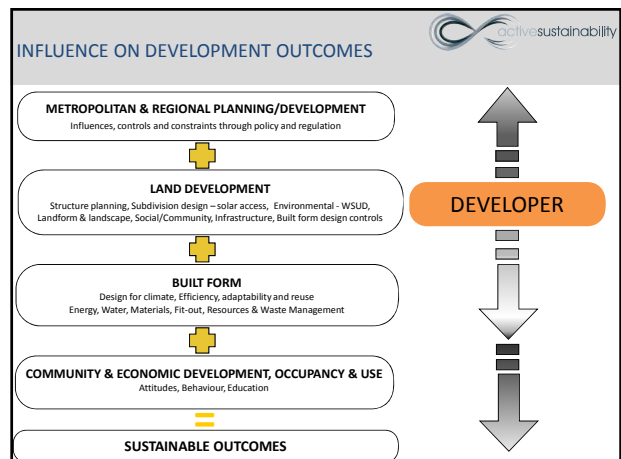 INFLUENCE ON DEVELOPMENT OUTCOMES
activesustainability
METROPOLITAN & REGIONAL PLANNING/DEVELOPMENT
Influences, controls and constraints through policy and regulation
LAND DEVELOPMENT
Structure planning, Subdivision design – solar access, Environmental - WSUD,
Landform & landscape, Social/Community, Infrastructure, Built form design controls
DEVELOPER
BUILT FORM
Design for climate, Efficiency, adaptability and reuse
Energy, Water, Materials, Fit-out, Resources & Waste Management
COMMUNITY & ECONOMIC DEVELOPMENT, OCCUPANCY & USE
Attitudes, Behaviour, Education
SUSTAINABLE OUTCOMES